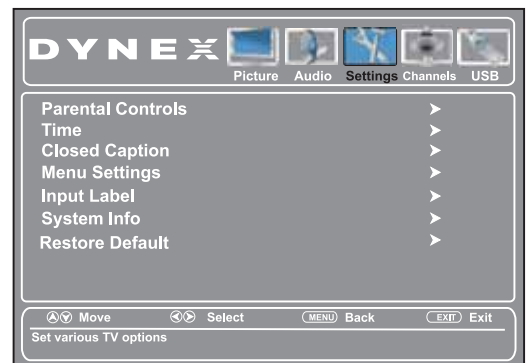 DYNEX
Picture Audio Settings Channels USB
Parental Controls
Time
Closed Caption
Menu Settings
Input Label
System Info
Restore Default
Move Select MENU Back EXIT Exit
Set various TV options